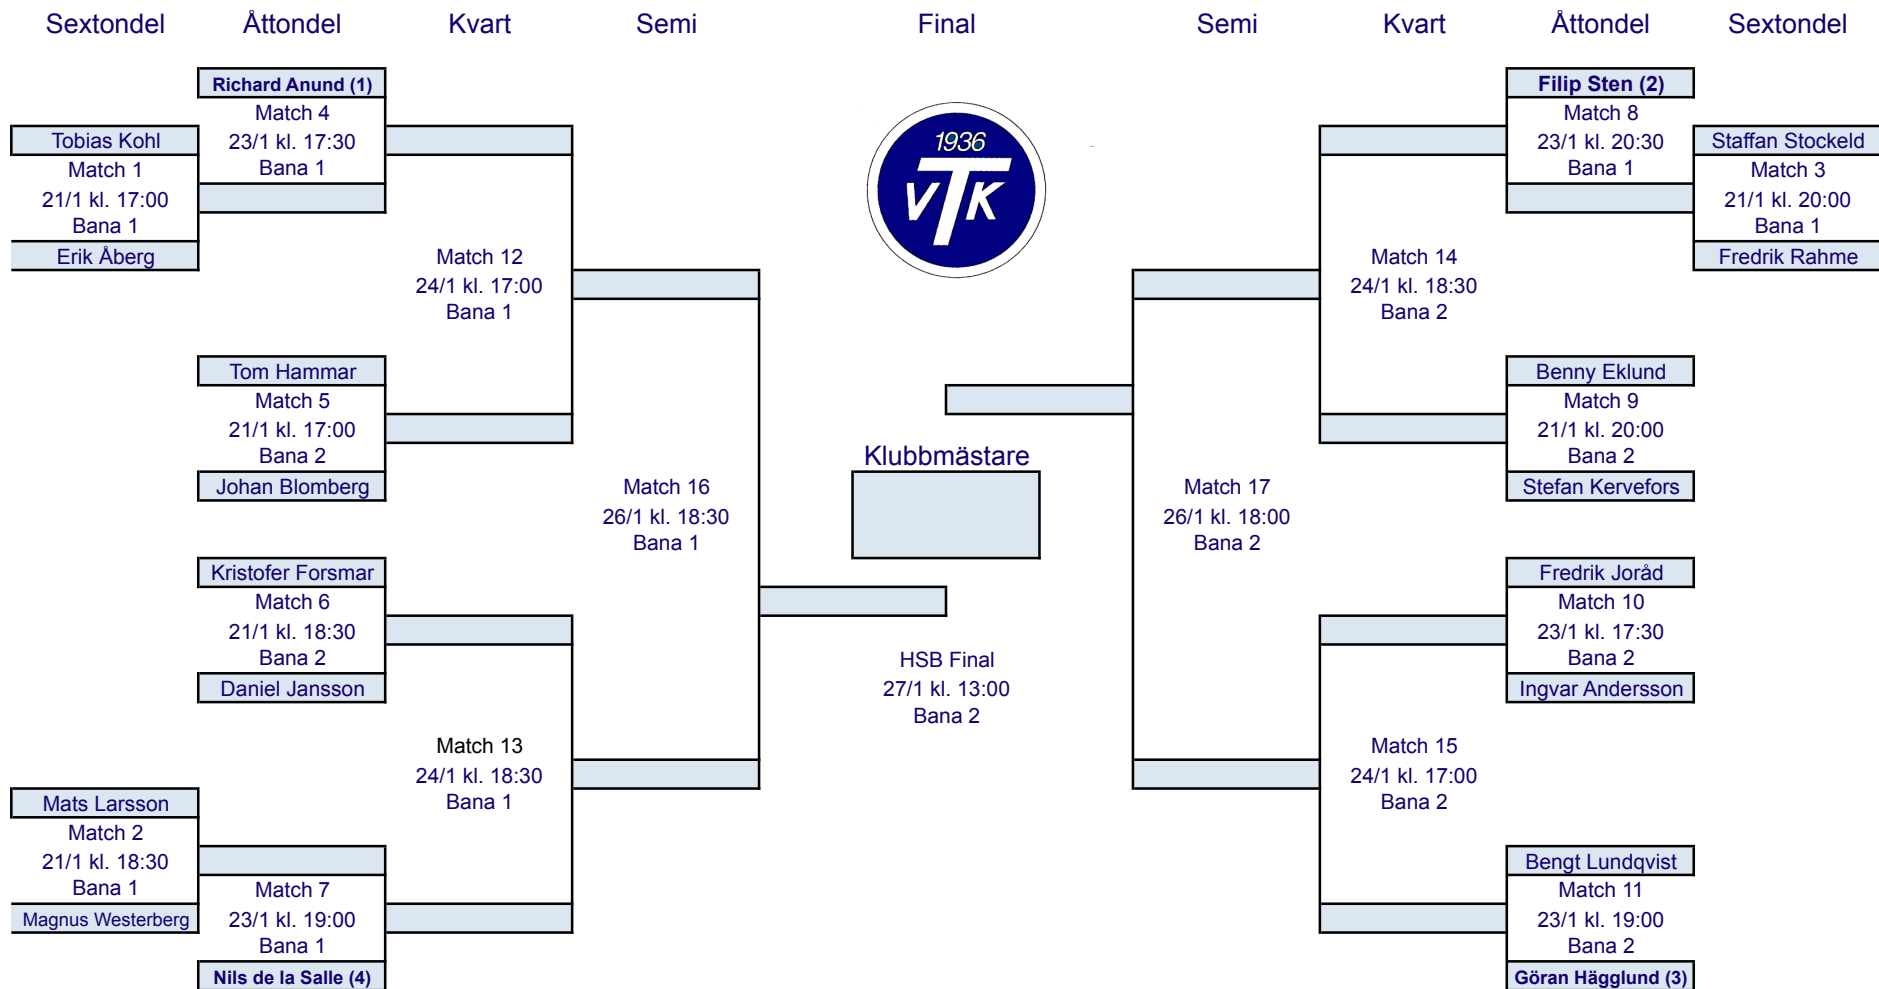 Sextondel
Åttondel
Kvart
Semi
Final
Semi
Kvart
Åttondel
Sextondel
Richard Anund (1)
Match 4
23/1 kl. 17:30
Bana 1
Tobias Kohl
Match 1
21/1 kl. 17:00
Bana 1
Erik Åberg
Match 12
24/1 kl. 17:00
Bana 1
Tom Hammar
Match 5
21/1 kl. 17:00
Bana 2
Johan Blomberg
Match 16
26/1 kl. 18:30
Bana 1
Kristofer Forsmar
Match 6
21/1 kl. 18:30
Bana 2
Daniel Jansson
Match 13
24/1 kl. 18:30
Bana 1
Mats Larsson
Match 2
21/1 kl. 18:30
Bana 1
Magnus Westerberg
Match 7
23/1 kl. 19:00
Bana 1
Nils de la Salle (4)
1936
VTK
Klubbmästare
HSB Final
27/1 kl. 13:00
Bana 2
Filip Sten (2)
Match 8
23/1 kl. 20:30
Bana 1
Staffan Stockeld
Match 3
21/1 kl. 20:00
Bana 1
Fredrik Rahme
Match 14
24/1 kl. 18:30
Bana 2
Benny Eklund
Match 9
21/1 kl. 20:00
Bana 2
Stefan Kervefors
Match 17
26/1 kl. 18:00
Bana 2
Fredrik Joråd
Match 10
23/1 kl. 17:30
Bana 2
Ingvar Andersson
Match 15
24/1 kl. 17:00
Bana 2
Bengt Lundqvist
Match 11
23/1 kl. 19:00
Bana 2
Göran Hägglund (3)